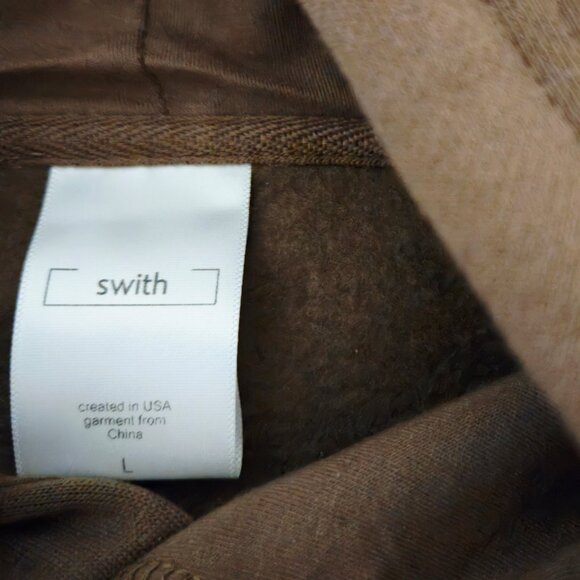 swith
created in USA
garment from
China
L